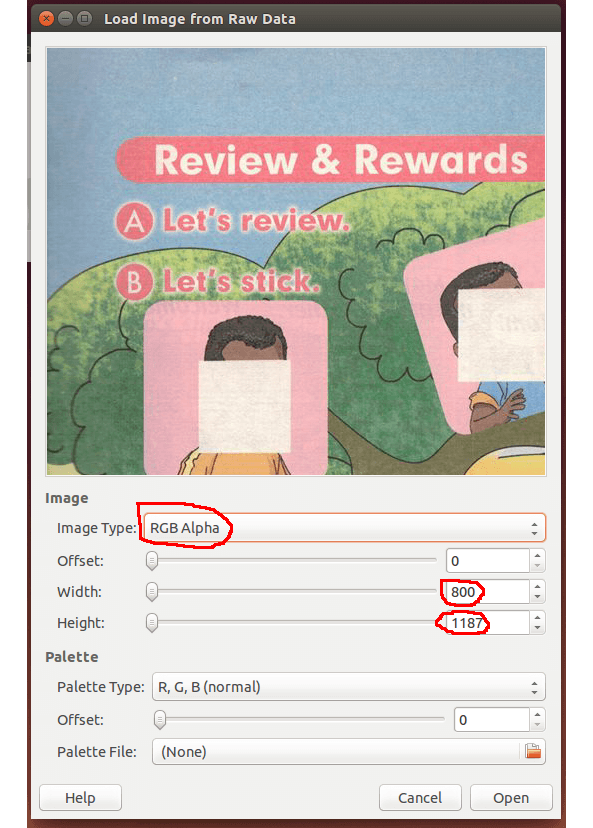 Load Image from Raw Data
Review & Rewards
A Let's review.
B Let's stick.
Image
Image Type: RGB Alpha
Offset: 0
Width: 800
Height: 1187
Palette
Palette Type: R, G, B (normal)
Offset: 0
Palette File: (None)
Help Cancel Open